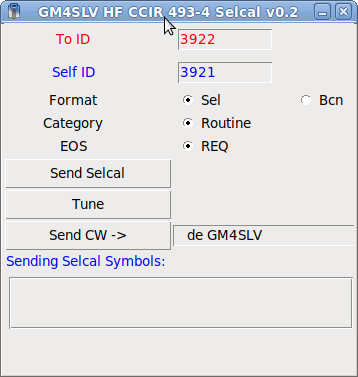 GM4SLV HF CCIR 493-4 Selcal v0.2
To ID 3922
Self ID 3921
Format Sel Bcn
Category Routine
EOS REQ
Send Selcal
Tune
Send CW -> de GM4SLV
Sending Selcal Symbols: